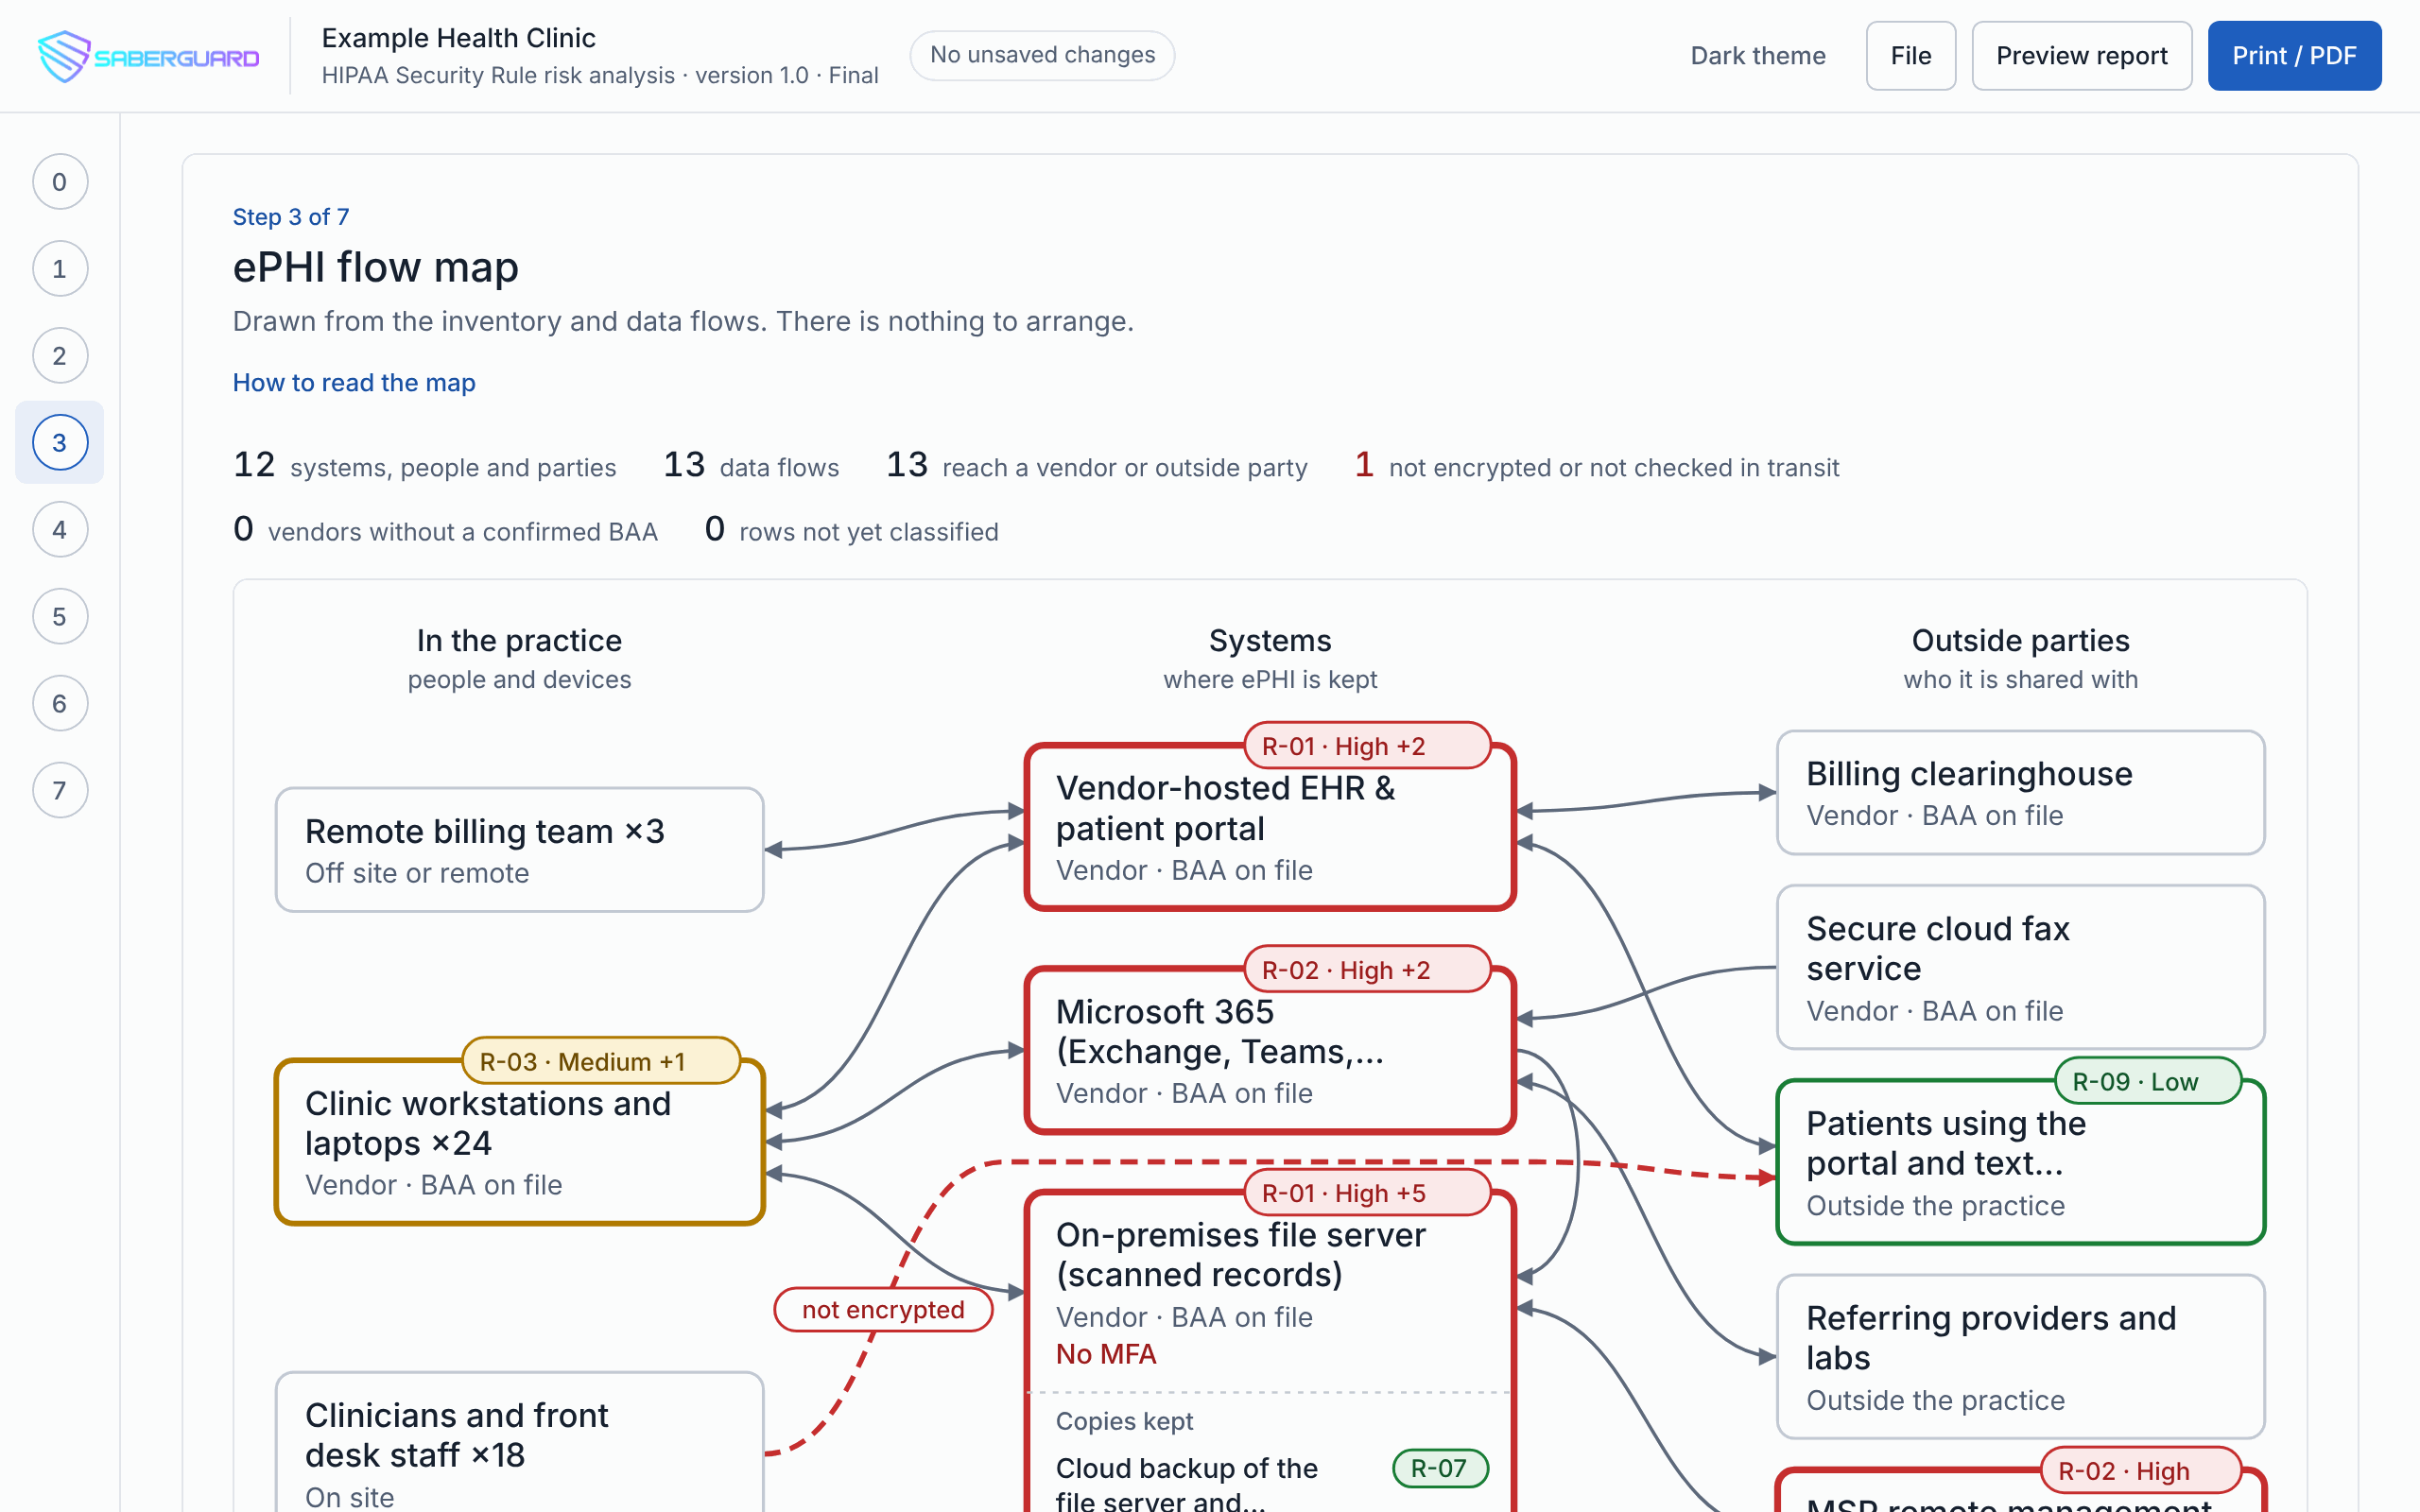 SABERGUARD
Example Health Clinic
HIPAA Security Rule risk analysis · version 1.0 · Final
No unsaved changes
Dark theme
File
Preview report
Print / PDF
0
1
2
3
4
5
6
7
Step 3 of 7
ePHI flow map
Drawn from the inventory and data flows. There is nothing to arrange.
How to read the map
12 systems, people and parties
13 data flows
13 reach a vendor or outside party
1 not encrypted or not checked in transit
0 vendors without a confirmed BAA
0 rows not yet classified
In the practice
people and devices
Systems
where ePHI is kept
Outside parties
who it is shared with
Remote billing team ×3
Off site or remote
R-03 · Medium +1
Clinic workstations and
laptops ×24
Vendor · BAA on file
not encrypted
Clinicians and front
desk staff ×18
On site
R-01 · High +2
Vendor-hosted EHR &
patient portal
Vendor · BAA on file
R-02 · High +2
Microsoft 365
(Exchange, Teams,...
Vendor · BAA on file
R-01 · High +5
On-premises file server
(scanned records)
Vendor · BAA on file
No MFA
Copies kept
Cloud backup of the
file server and...
R-07
Billing clearinghouse
Vendor · BAA on file
Secure cloud fax
service
Vendor · BAA on file
R-09 · Low
Patients using the
portal and text...
Outside the practice
Referring providers and
labs
Outside the practice
R-02 · High
MSP remote management